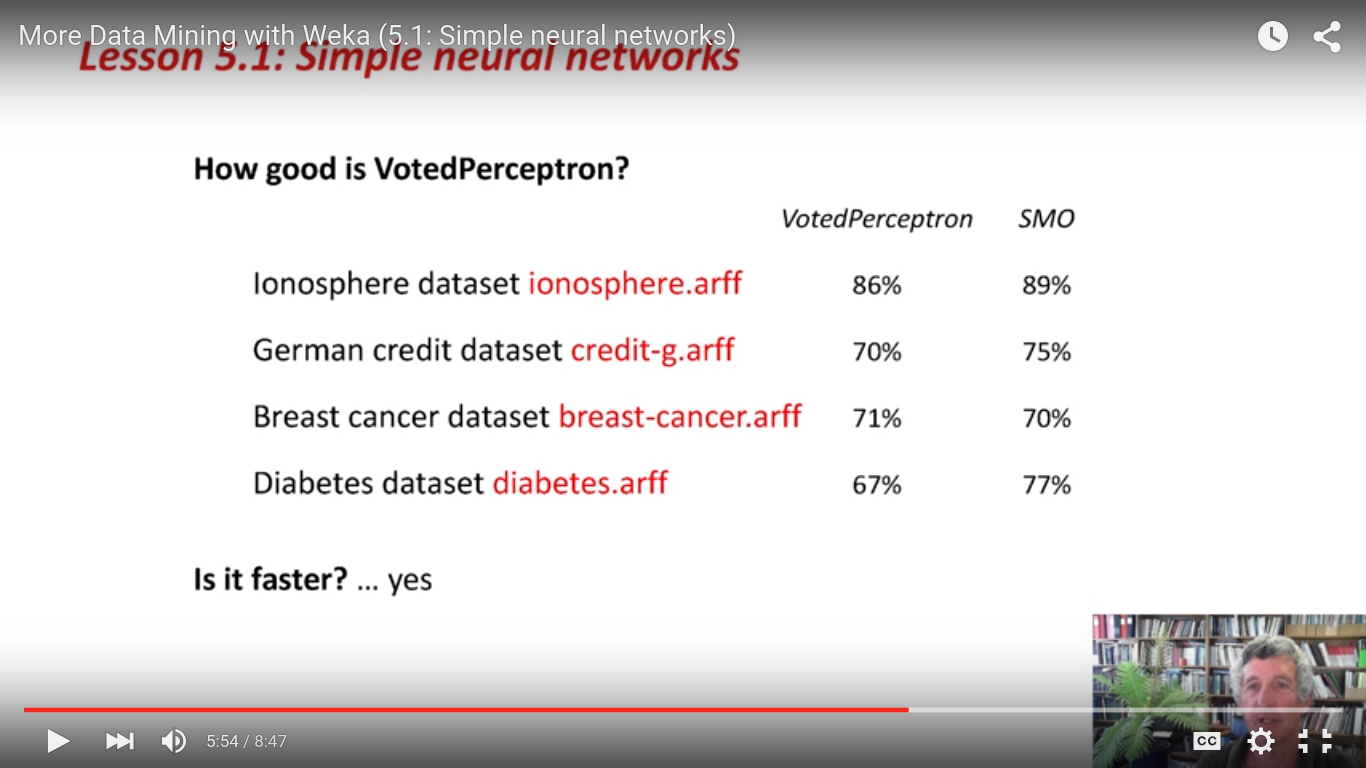 More Data Mining with Weka (5.1: Simple neural networks)
Lesson 5.1: Simple neural networks
How good is VotedPerceptron?
VotedPerceptron SMO
Ionosphere dataset ionosphere.arff 86% 89%
German credit dataset credit-g.arff 70% 75%
Breast cancer dataset breast-cancer.arff 71% 70%
Diabetes dataset diabetes.arff 67% 77%
Is it faster? ... yes
5:54 / 8:47
CC